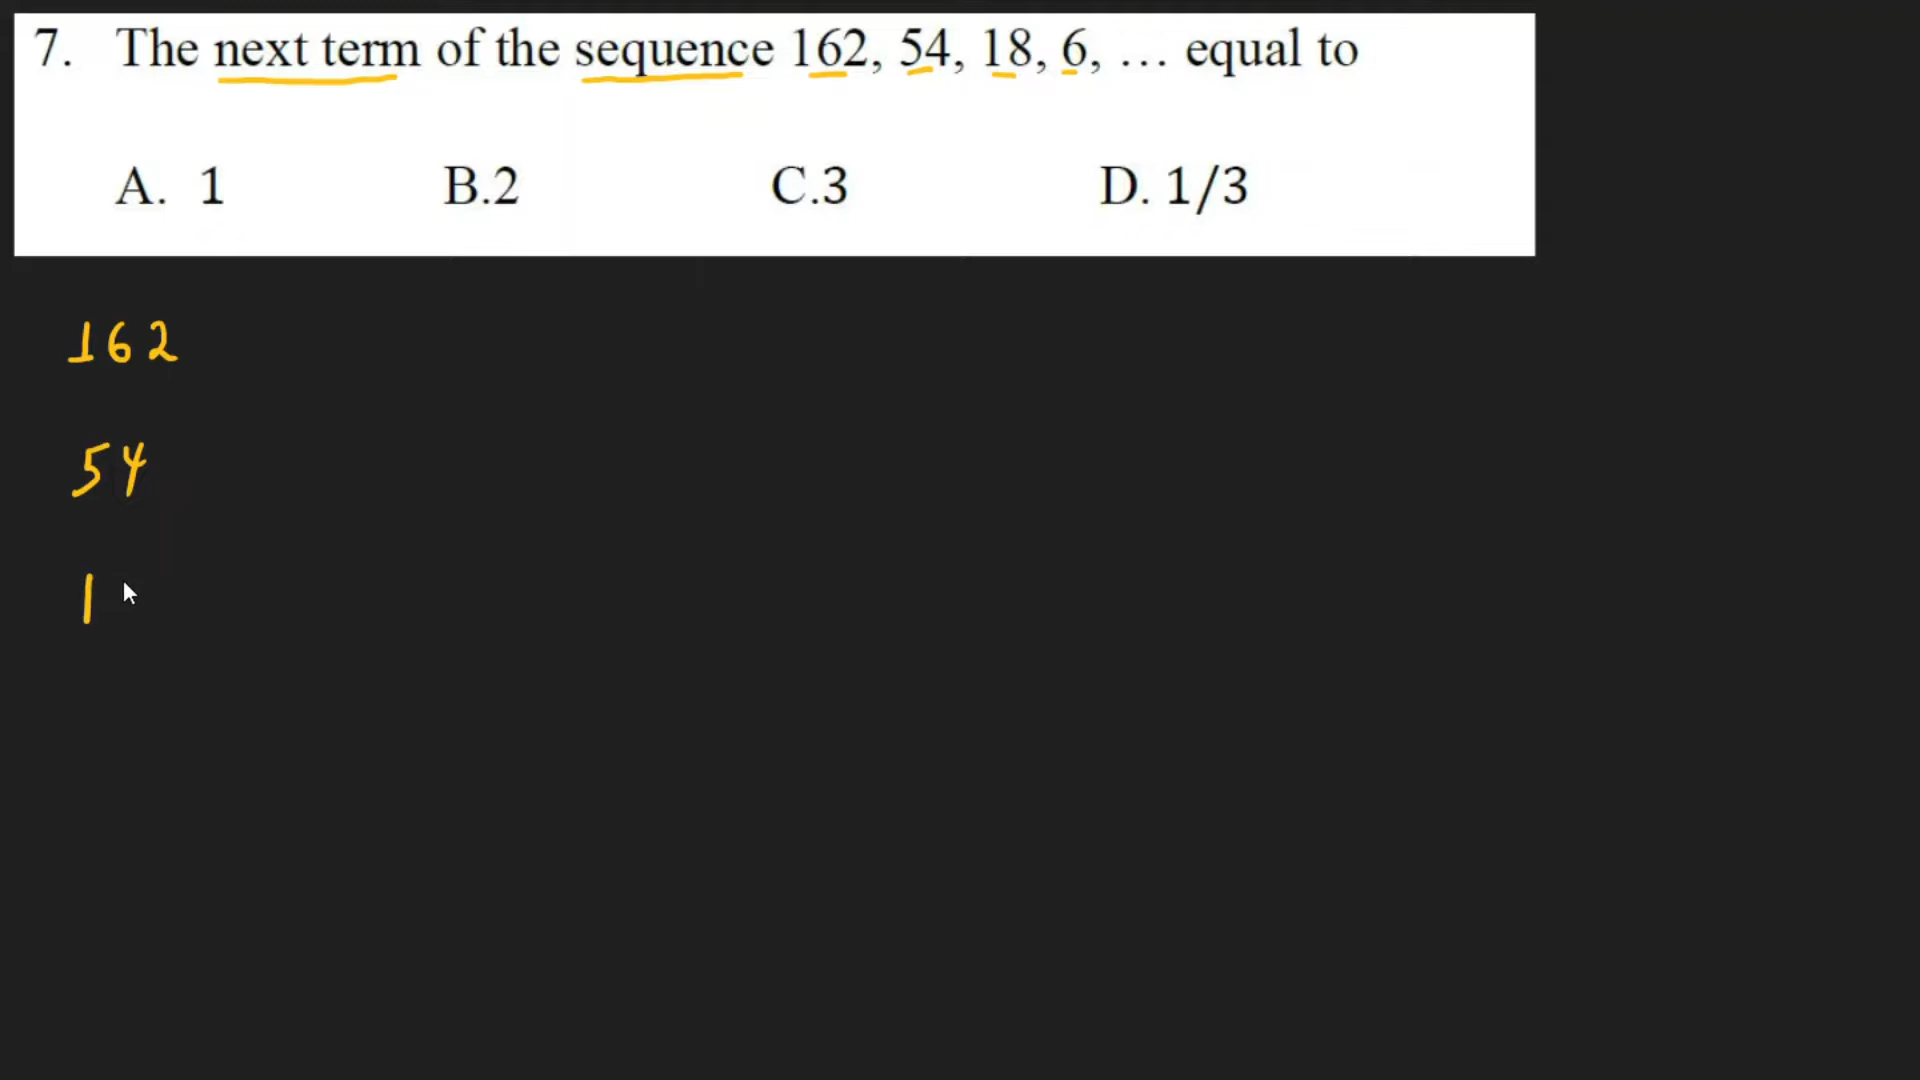 7. The next term of the sequence 162, 54, 18, 6, … equal to
A. 1 B.2 C.3 D. 1/3
162
54
1